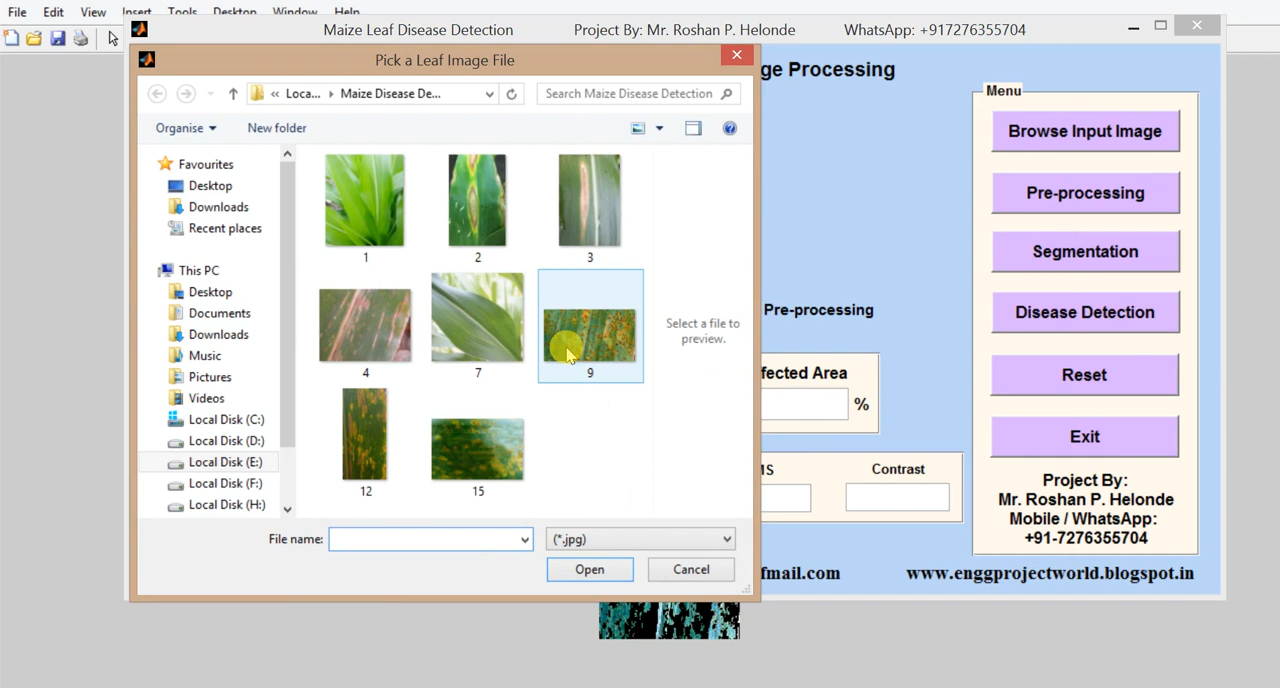 File Edit View Insert Tools Desktop Window Help
Maize Leaf Disease Detection Project By: Mr. Roshan P. Helonde WhatsApp: +917276355704
Pick a Leaf Image File
« Loca... Maize Disease De... Search Maize Disease Detection
Organise New folder
Favourites
Desktop
Downloads
Recent places
This PC
Desktop
Documents
Downloads
Music
Pictures
Videos
Local Disk (C:)
Local Disk (D:)
Local Disk (E:)
Local Disk (F:)
Local Disk (H:)
1 2 3
4 7 9
12 15
Select a file to
preview.
File name: (*.jpg)
Open Cancel
ge Processing
Pre-processing
fected Area
%
MS Contrast
fmail.com www.enggprojectworld.blogspot.in
Menu
Browse Input Image
Pre-processing
Segmentation
Disease Detection
Reset
Exit
Project By:
Mr. Roshan P. Helonde
Mobile / WhatsApp:
+91-7276355704